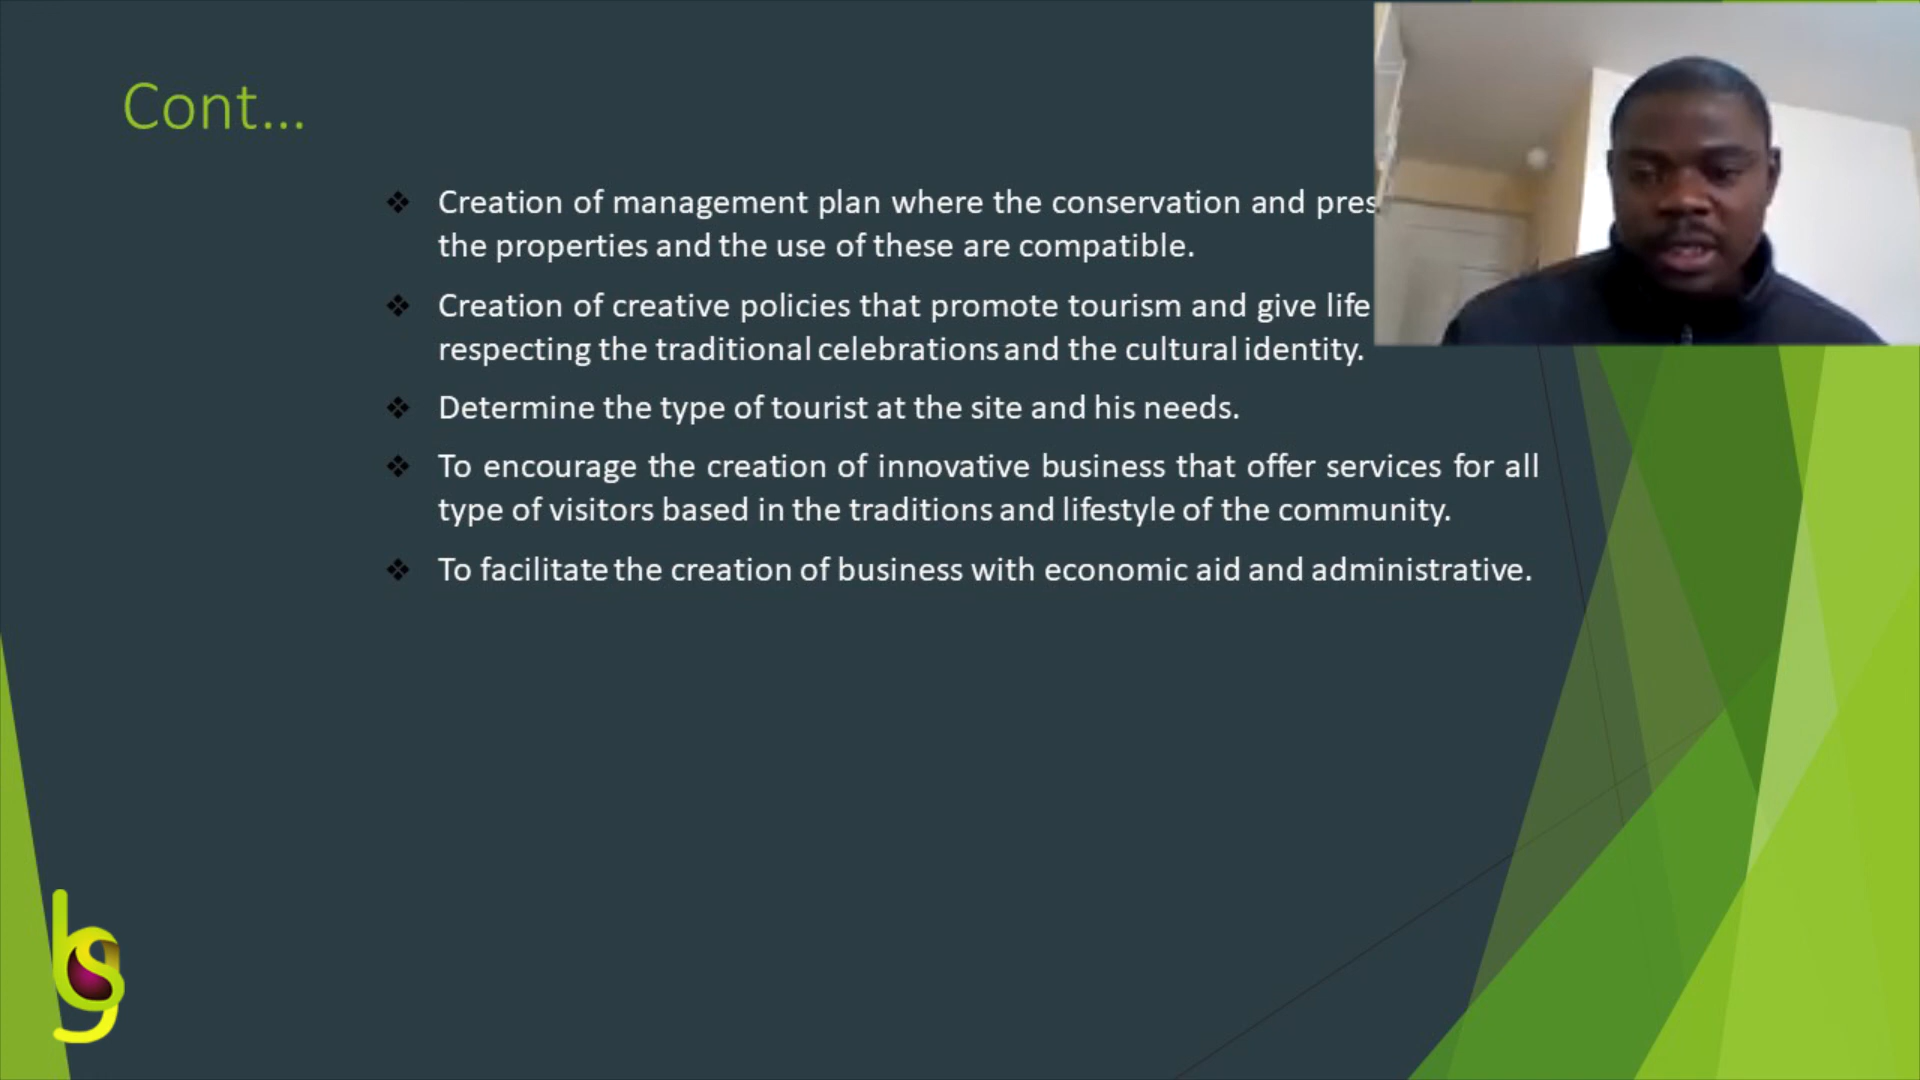 Cont...
Creation of management plan where the conservation and
the properties and the use of these are compatible.
Creation of creative policies that promote tourism and give life
respecting the traditional celebrations and the cultural identity.
Determine the type of tourist at the site and his needs.
To encourage the creation of innovative business that offer services for all
type of visitors based in the traditions and lifestyle of the community.
To facilitate the creation of business with economic aid and administrative.